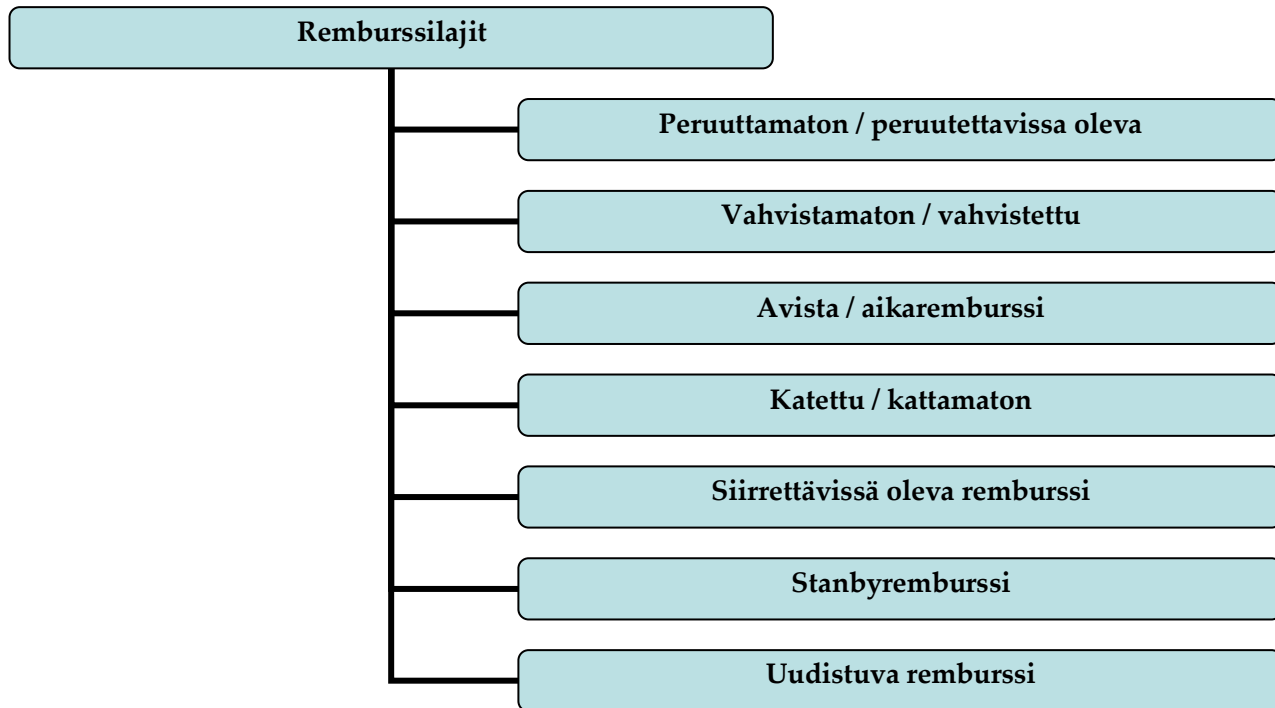 Remburssilajit
Peruuttamaton / peruutettavissa oleva
Vahvistamaton / vahvistettu
Avista / aikaremburssi
Katettu / kattamaton
Siirrettävissä oleva remburssi
Stanbyremburssi
Uudistuva remburssi